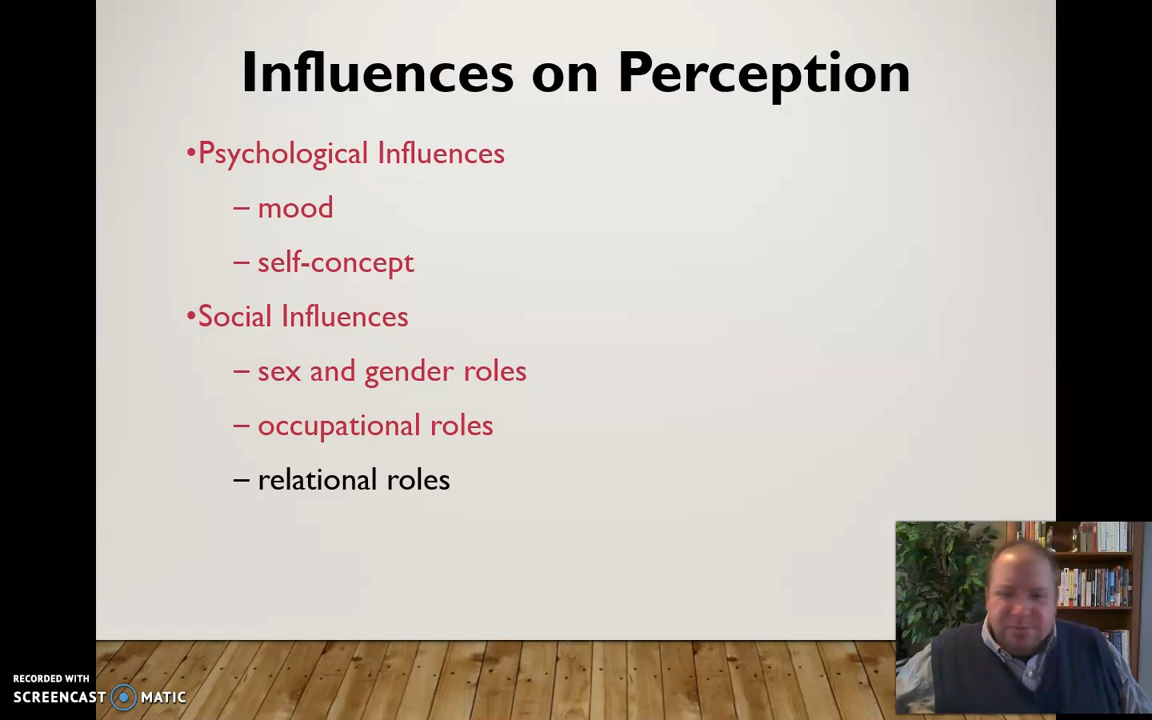 Influences on Perception
•Psychological Influences
– mood
– self-concept
•Social Influences
– sex and gender roles
– occupational roles
– relational roles
RECORDED WITH
SCREENCAST MATIC